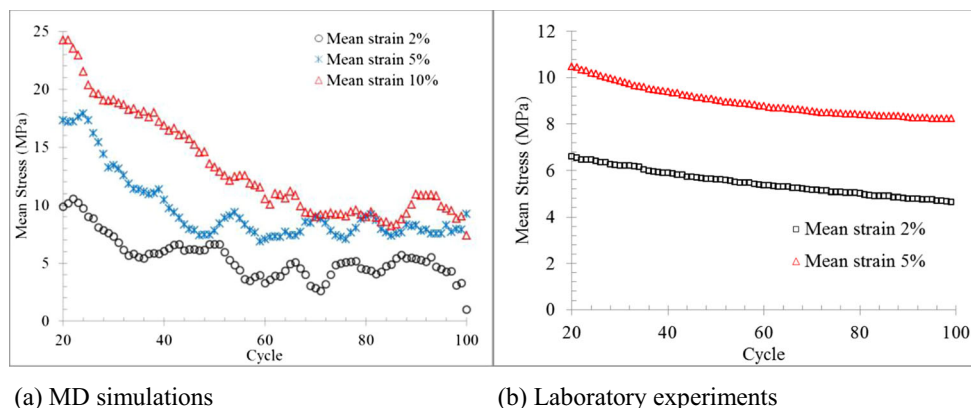 25
20
15
10
5
0
Mean Stress (MPa)
Mean strain 2%
Mean strain 5%
Mean strain 10%
20 40 60 80 100
Cycle
12
10
8
6
4
2
0
Mean Stress (MPa)
Mean strain 2%
Mean strain 5%
20 40 60 80 100
Cycle
(a) MD simulations
(b) Laboratory experiments